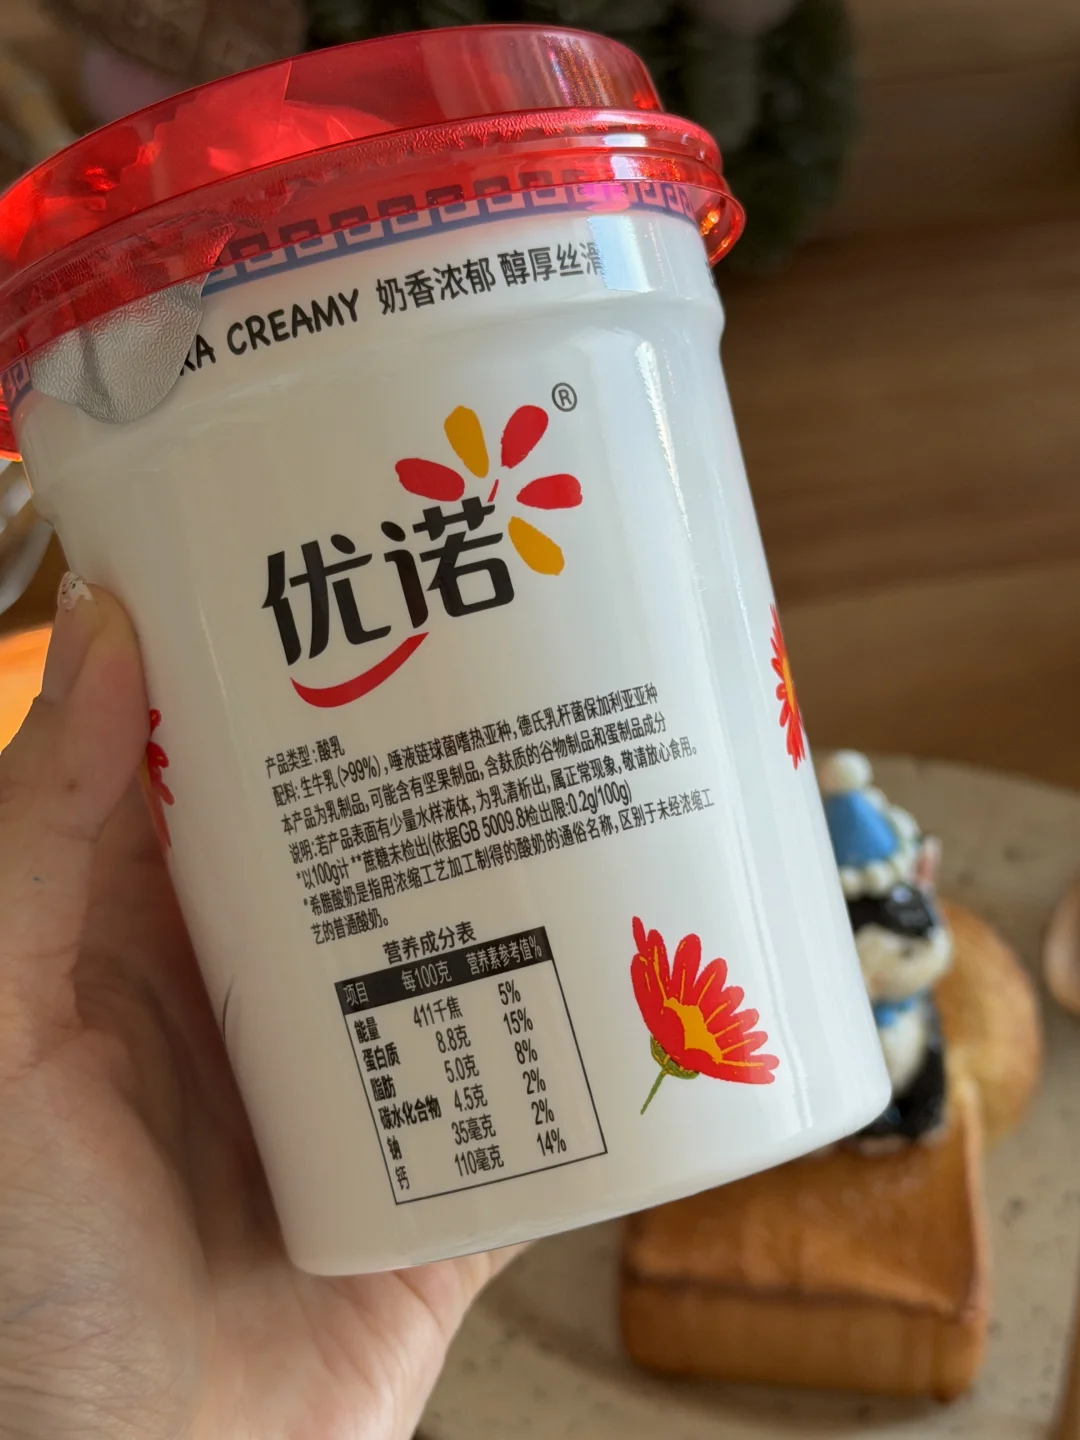 RA CREAMY 奶香浓郁 醇厚丝滑
®
优诺
产品类型：酸乳
配料：生牛乳(>99%)，唾液链球菌嗜热亚种，德氏乳杆菌保加利亚亚种
本产品为乳制品，可能含有坚果制品，含麸质的谷物制品和蛋制品成分
说明：若产品表面有少量水样液体，为乳清析出，属正常现象，敬请放心食用。
*以100g计 **蔗糖未检出(依据GB 5009.8检出限:0.2g/100g)
*希腊酸奶是指用浓缩工艺加工制得的酸奶的通俗名称，区别于未经浓缩工
艺的普通酸奶。
营养成分表
项目 每100克 营养素参考值%
能量 411千焦 5%
蛋白质 8.8克 15%
脂肪 5.0克 8%
碳水化合物 4.5克 2%
钠 35毫克 2%
钙 110毫克 14%